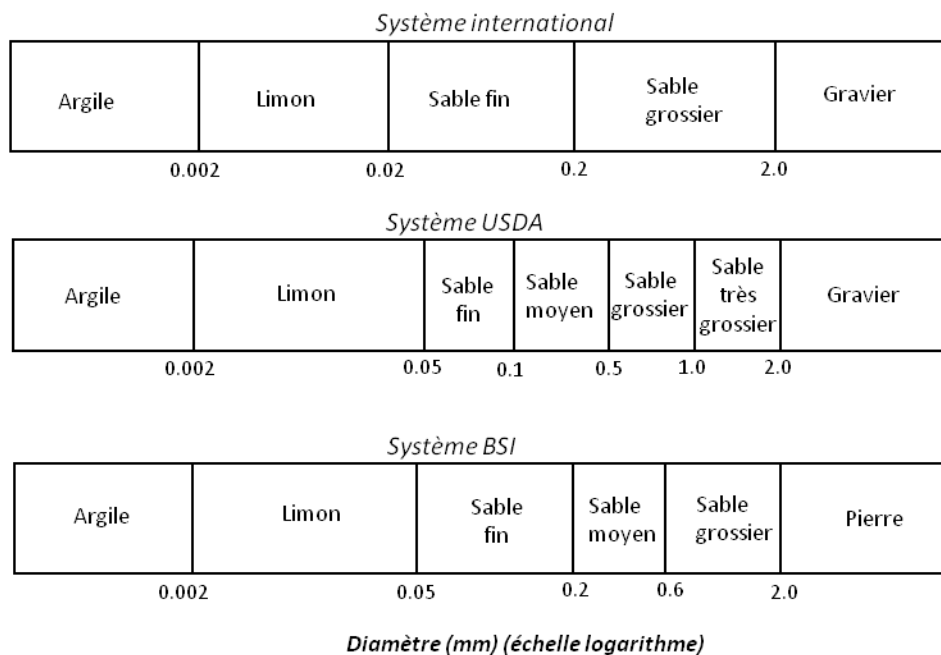 Système international
Argile
Limon
Sable fin
Sable
grossier
Gravier
0.002
0.02
0.2
2.0
Système USDA
Argile
Limon
Sable
fin
Sable
moyen
Sable
grossier
Sable
très
grossier
Gravier
0.002
0.05
0.1
0.5
1.0
2.0
Système BSI
Argile
Limon
Sable
fin
Sable
moyen
Sable
grossier
Pierre
0.002
0.05
0.2
0.6
2.0
Diamètre (mm) (échelle logarithme)